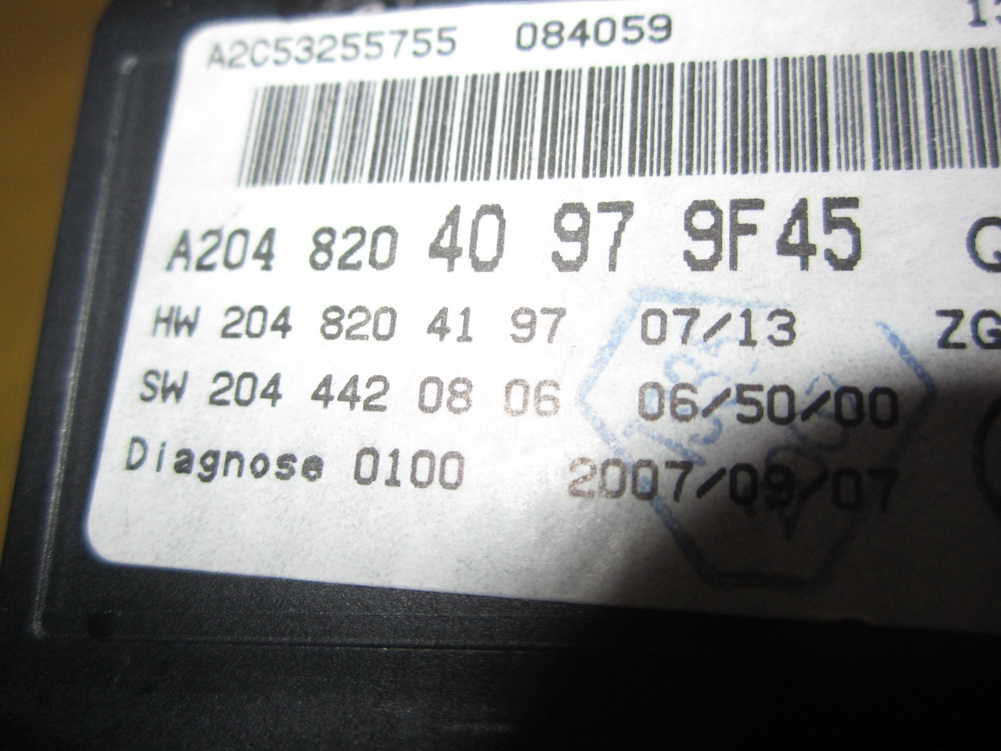 A2C53255755 084059
A204 820 40 97 9F45
HW 204 820 41 97 07/13 ZG
SW 204 442 08 06 06/50/00
Diagnose 0100 2007/09/07